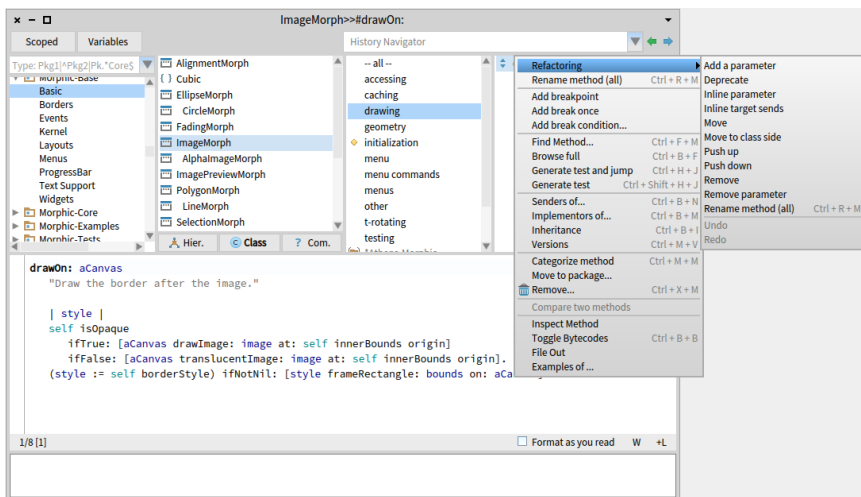 ImageMorph>>#drawOn:
Scoped Variables History Navigator
Type: Pkg1|^Pkg2|Pk.*Core$
Morphic-Base
Basic
Borders
Events
Kernel
Layouts
Menus
ProgressBar
Text Support
Widgets
Morphic-Core
Morphic-Examples
Morphic-Tests
AlignmentMorph
Cubic
EllipseMorph
CircleMorph
FadingMorph
ImageMorph
AlphaImageMorph
ImagePreviewMorph
PolygonMorph
LineMorph
SelectionMorph
Hier. Class ? Com.
-- all --
accessing
caching
drawing
geometry
initialization
menu
menu commands
menus
other
t-rotating
testing
Refactoring
Rename method (all) Ctrl + R + M
Add breakpoint
Add break once
Add break condition...
Find Method... Ctrl + F + M
Browse full Ctrl + B + F
Generate test and jump Ctrl + H + J
Generate test Ctrl + Shift + H + J
Senders of... Ctrl + B + N
Implementors of... Ctrl + B + M
Inheritance Ctrl + B + I
Versions Ctrl + M + V
Categorize method Ctrl + M + M
Move to package...
Remove... Ctrl + X + M
Compare two methods
Inspect Method
Toggle Bytecodes Ctrl + B + B
File Out
Examples of ...
Add a parameter
Deprecate
Inline parameter
Inline target sends
Move
Move to class side
Push up
Push down
Remove
Remove parameter
Rename method (all) Ctrl + R + M
Undo
Redo
drawOn: aCanvas
"Draw the border after the image."
| style |
self isOpaque
ifTrue: [aCanvas drawImage: image at: self innerBounds origin]
ifFalse: [aCanvas translucentImage: image at: self innerBounds origin].
(style := self borderStyle) ifNotNil: [style frameRectangle: bounds on: aCa
1/8 [1] Format as you read W +L